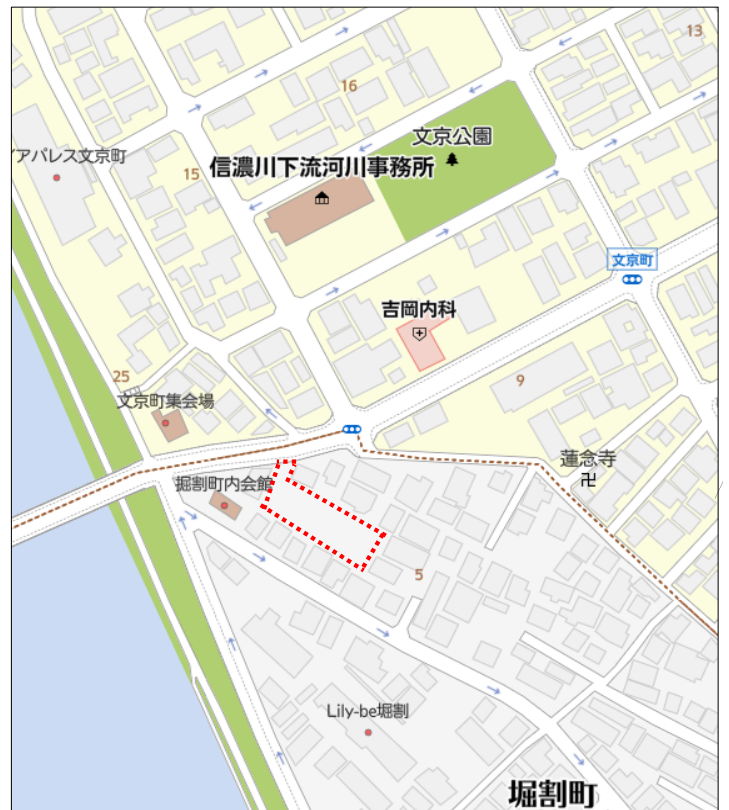 13
16
文京公園
アパレス文京町
信濃川下流河川事務所
15
文京町
吉岡内科
25
9
文京町集会場
蓮念寺
卍
掘割町内会館
5
Lily-be堀割
堀割町